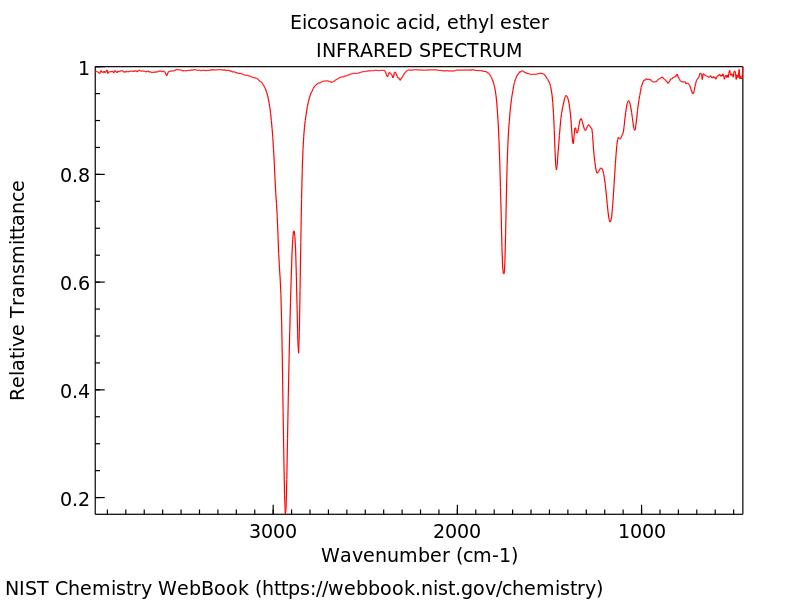 Eicosanoic acid, ethyl ester
INFRARED SPECTRUM
1
0.8
0.6
0.4
0.2
Relative Transmittance
3000 2000 1000
Wavenumber (cm-1)
NIST Chemistry WebBook (https://webbook.nist.gov/chemistry)